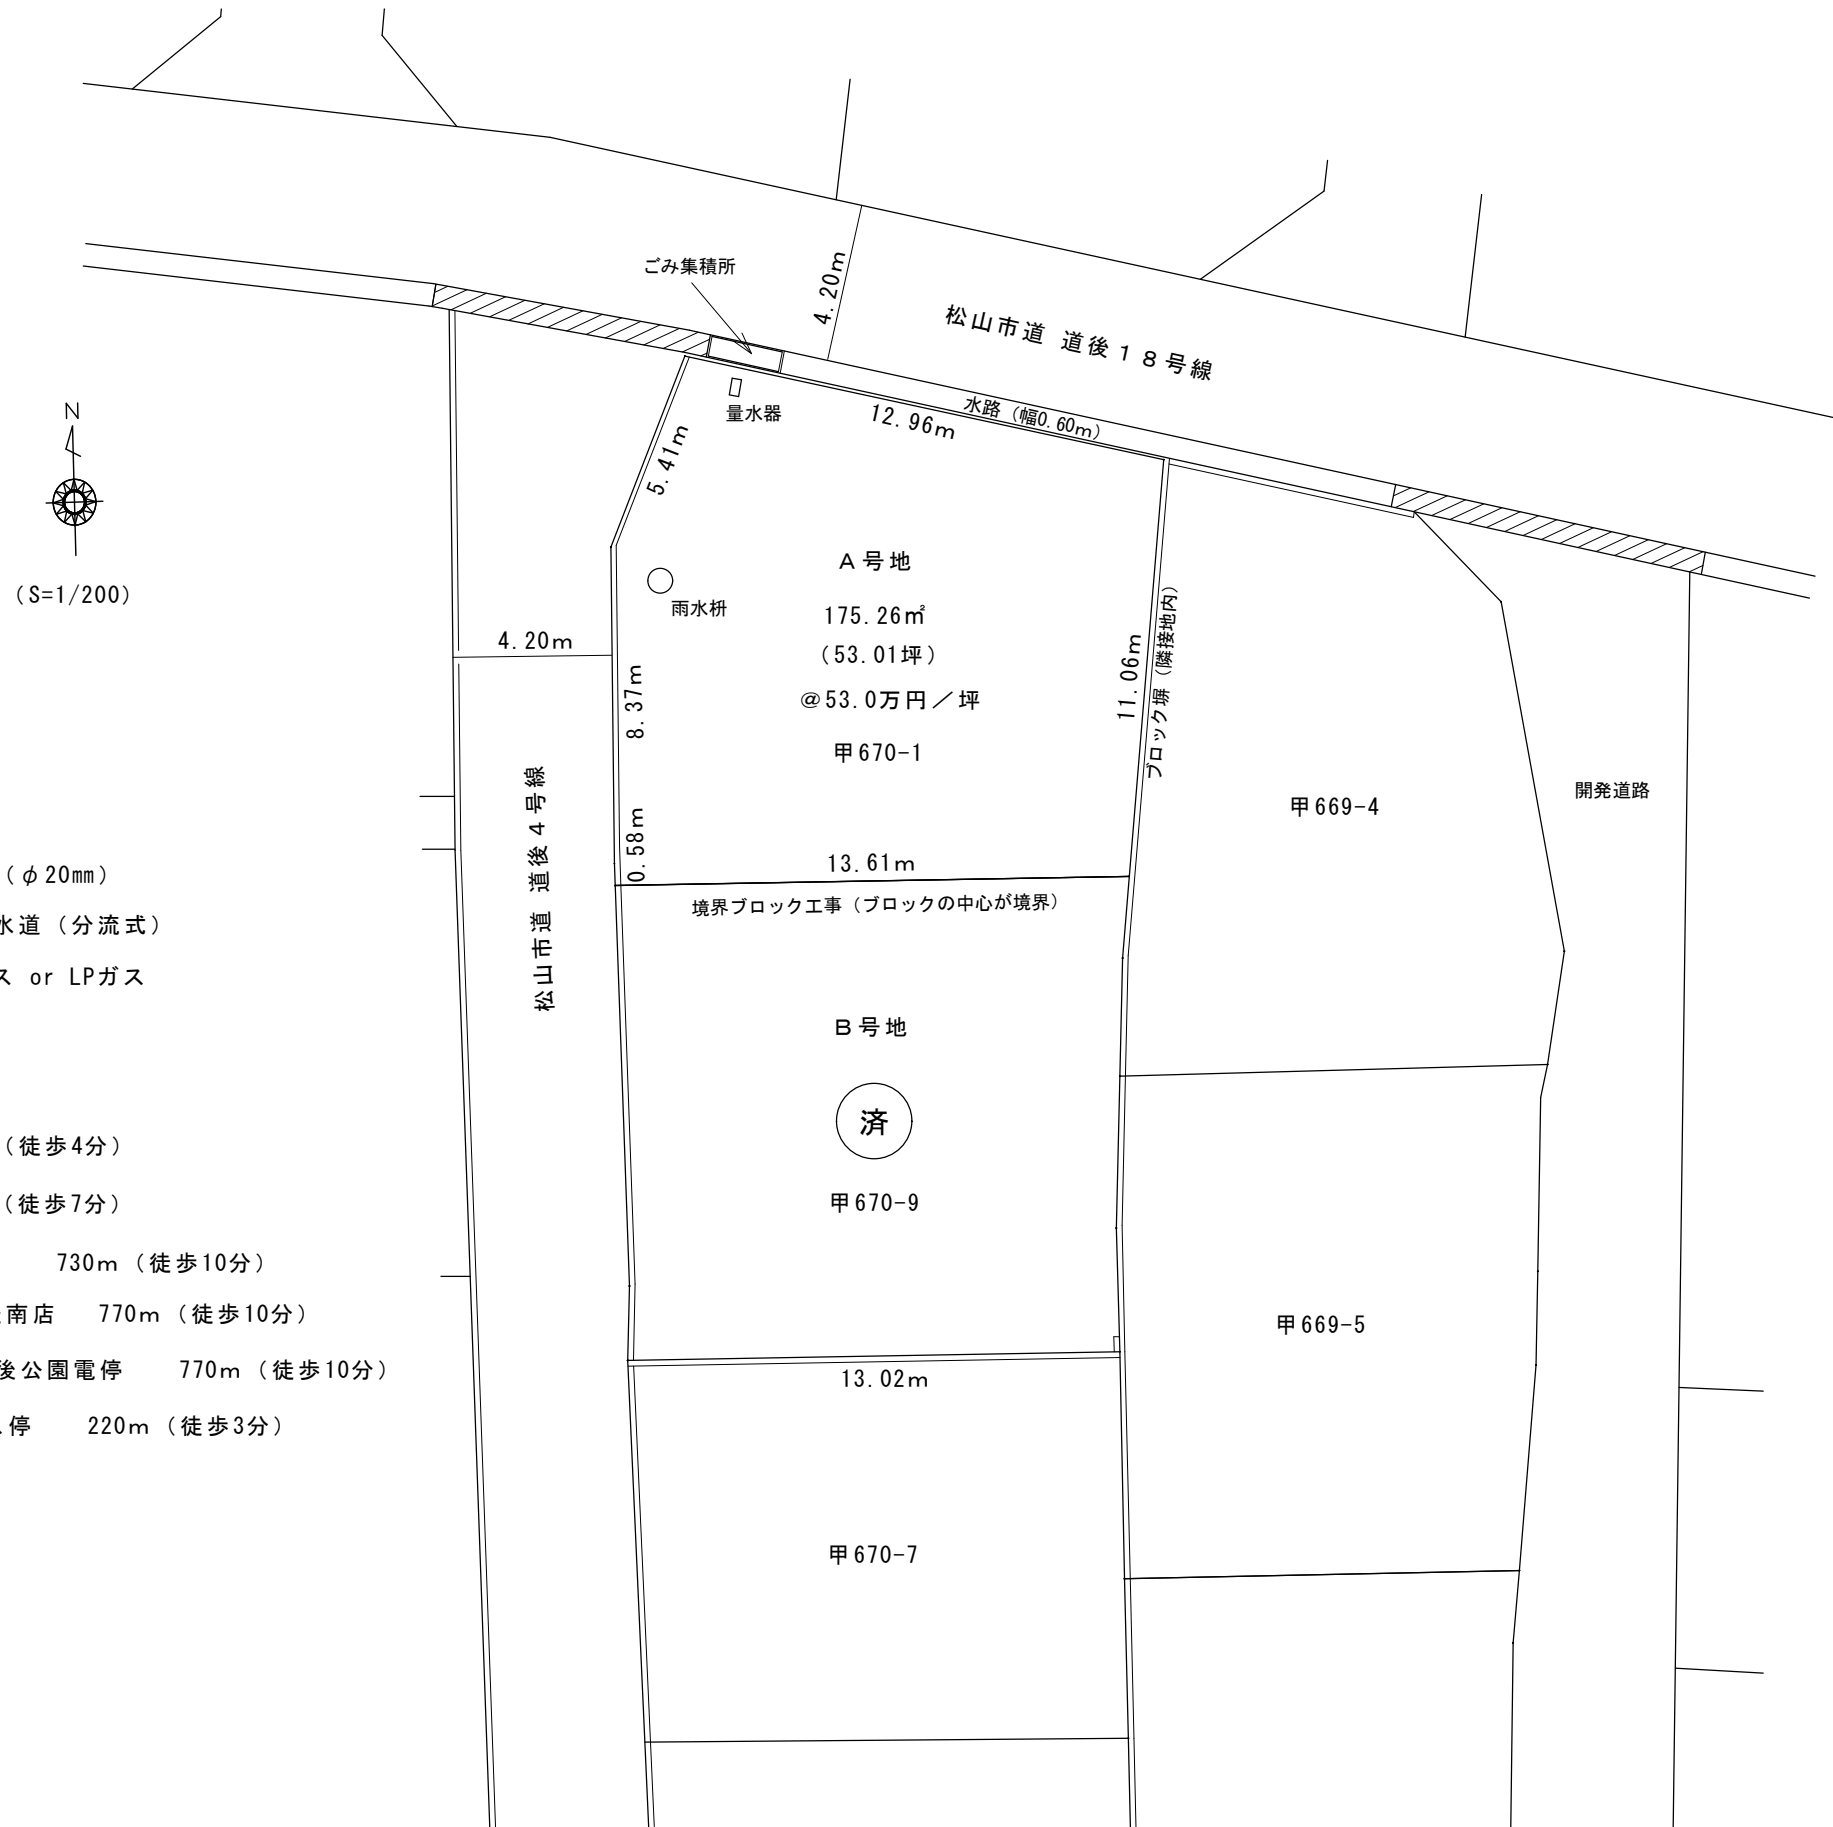 ごみ集積所
4.20m
松山市道 道後１８号線
水路（幅0.60m）
12.96m
量水器
5.41m
N
(S=1/200)
雨水桝
4.20m
A号地
175.26㎡
（53.01坪）
@53.0万円／坪
甲670-1
8.37m
0.58m
11.06m
ブロック塀（隣接地内）
13.61m
境界ブロック工事（ブロックの中心が境界）
松山市道 道後４号線
甲669-4
開発道路
（φ20㎜）
水道（分流式）
ス or LPガス
B号地
済
甲670-9
（徒歩4分）
（徒歩7分）
730m（徒歩10分）
南店 770m（徒歩10分）
後公園電停 770m（徒歩10分）
停 220m（徒歩3分）
13.02m
甲669-5
甲670-7